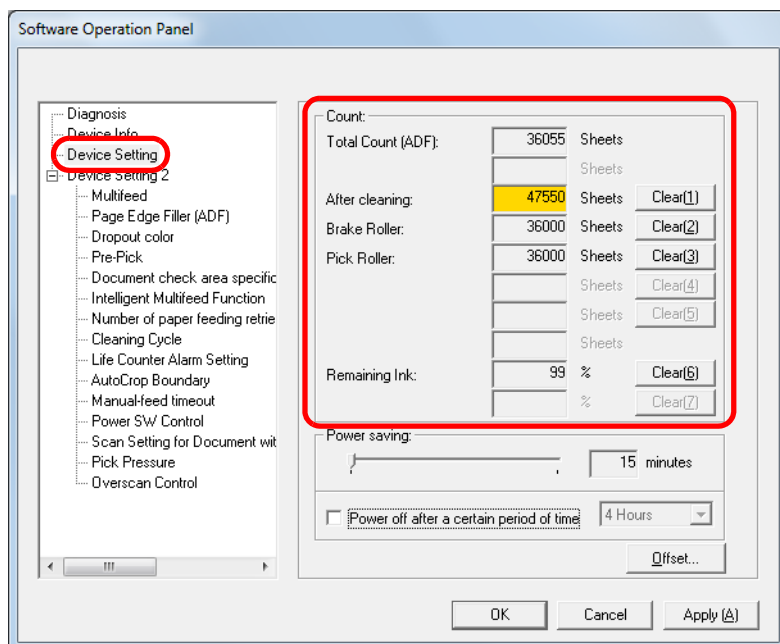 Software Operation Panel
Diagnosis
Device Info
Device Setting
Device Setting 2
Multifeed
Page Edge Filler (ADF)
Dropout color
Pre-Pick
Document check area specific
Intelligent Multifeed Function
Number of paper feeding retrie
Cleaning Cycle
Life Counter Alarm Setting
AutoCrop Boundary
Manual-feed timeout
Power SW Control
Scan Setting for Document wit
Pick Pressure
Overscan Control
Count:
Total Count (ADF): 36055 Sheets
Sheets
After cleaning: 47550 Sheets Clear(1)
Brake Roller: 36000 Sheets Clear(2)
Pick Roller: 36000 Sheets Clear(3)
Sheets Clear(4)
Sheets Clear(5)
Sheets
Remaining Ink: 99 % Clear(6)
% Clear(7)
Power saving:
15 minutes
Power off after a certain period of time 4 Hours
Offset...
OK Cancel Apply (A)